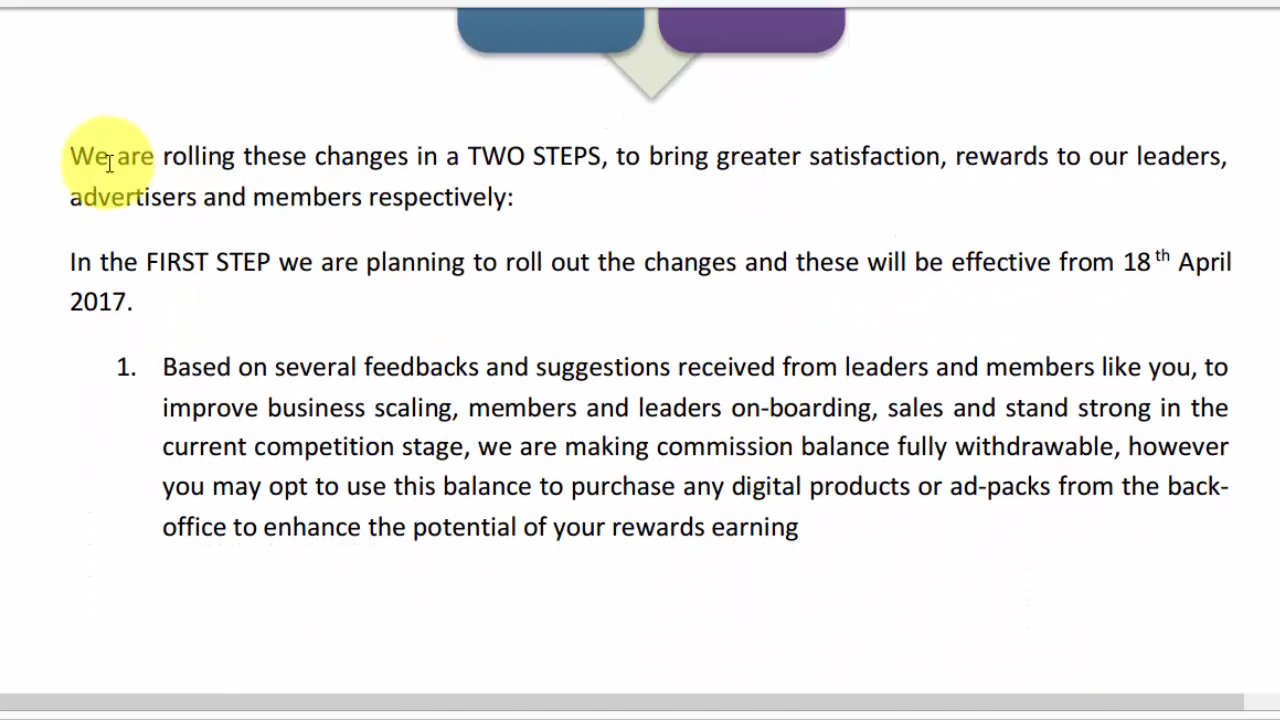 We are rolling these changes in a TWO STEPS, to bring greater satisfaction, rewards to our leaders,
advertisers and members respectively:
In the FIRST STEP we are planning to roll out the changes and these will be effective from 18th April
2017.
1. Based on several feedbacks and suggestions received from leaders and members like you, to
improve business scaling, members and leaders on-boarding, sales and stand strong in the
current competition stage, we are making commission balance fully withdrawable, however
you may opt to use this balance to purchase any digital products or ad-packs from the back-
office to enhance the potential of your rewards earning